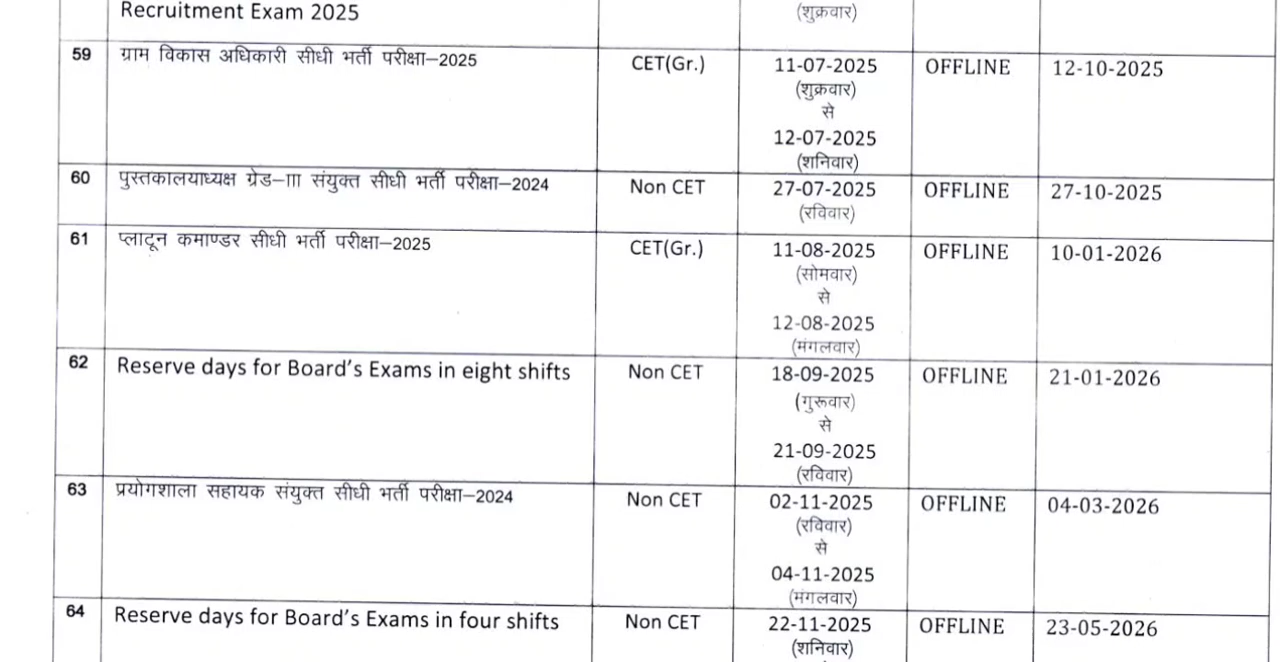 Recruitment Exam 2025
(शुक्रवार)
59 ग्राम विकास अधिकारी सीधी भर्ती परीक्षा–2025 CET(Gr.) 11-07-2025 OFFLINE 12-10-2025
(शुक्रवार)
से
12-07-2025
(शनिवार)
60 पुस्तकालयाध्यक्ष ग्रेड–III संयुक्त सीधी भर्ती परीक्षा–2024 Non CET 27-07-2025 OFFLINE 27-10-2025
(रविवार)
61 प्लाटून कमाण्डर सीधी भर्ती परीक्षा–2025 CET(Gr.) 11-08-2025 OFFLINE 10-01-2026
(सोमवार)
से
12-08-2025
(मंगलवार)
62 Reserve days for Board's Exams in eight shifts Non CET 18-09-2025 OFFLINE 21-01-2026
(गुरूवार)
से
21-09-2025
(रविवार)
63 प्रयोगशाला सहायक संयुक्त सीधी भर्ती परीक्षा–2024 Non CET 02-11-2025 OFFLINE 04-03-2026
(रविवार)
से
04-11-2025
(मंगलवार)
64 Reserve days for Board's Exams in four shifts Non CET 22-11-2025 OFFLINE 23-05-2026
(शनिवार)